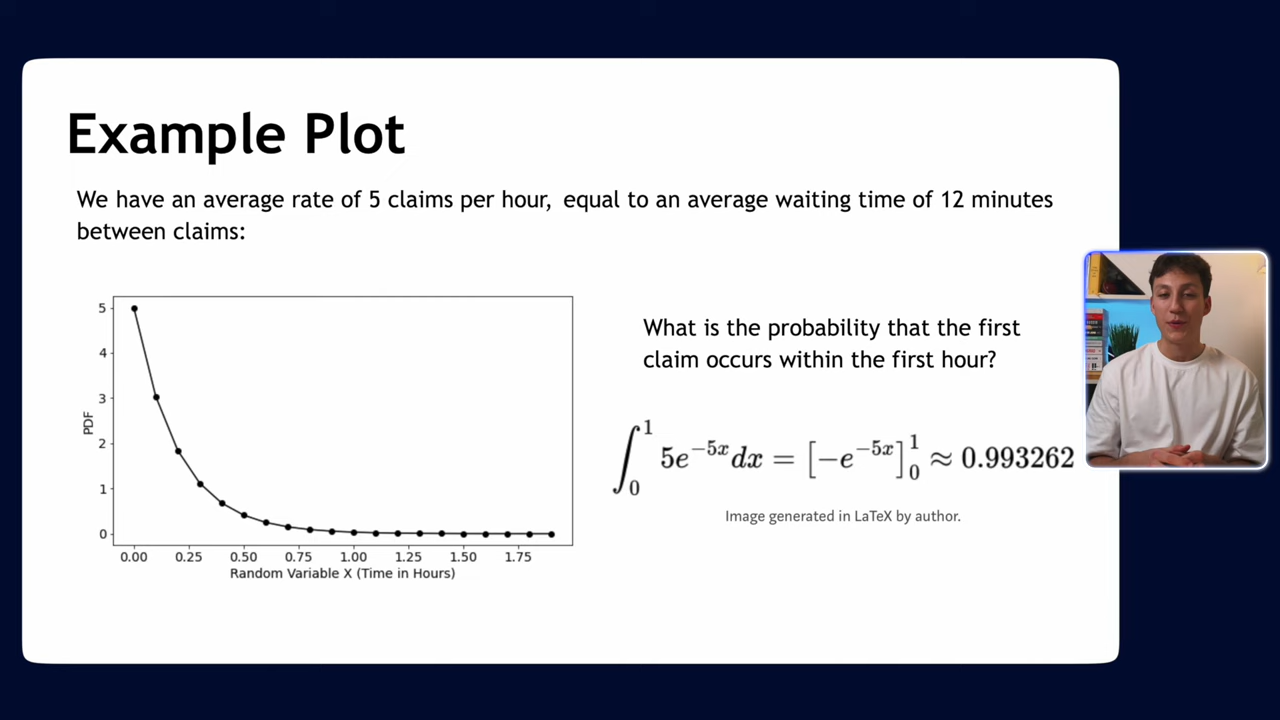 Example Plot
We have an average rate of 5 claims per hour, equal to an average waiting time of 12 minutes
between claims:
5
4
3
2
1
0
PDF
0.00 0.25 0.50 0.75 1.00 1.25 1.50 1.75
Random Variable X (Time in Hours)
What is the probability that the first
claim occurs within the first hour?
∫₀¹ 5e⁻⁵ˣdx = [−e⁻⁵ˣ]₀¹ ≈ 0.993262
Image generated in LaTeX by author.